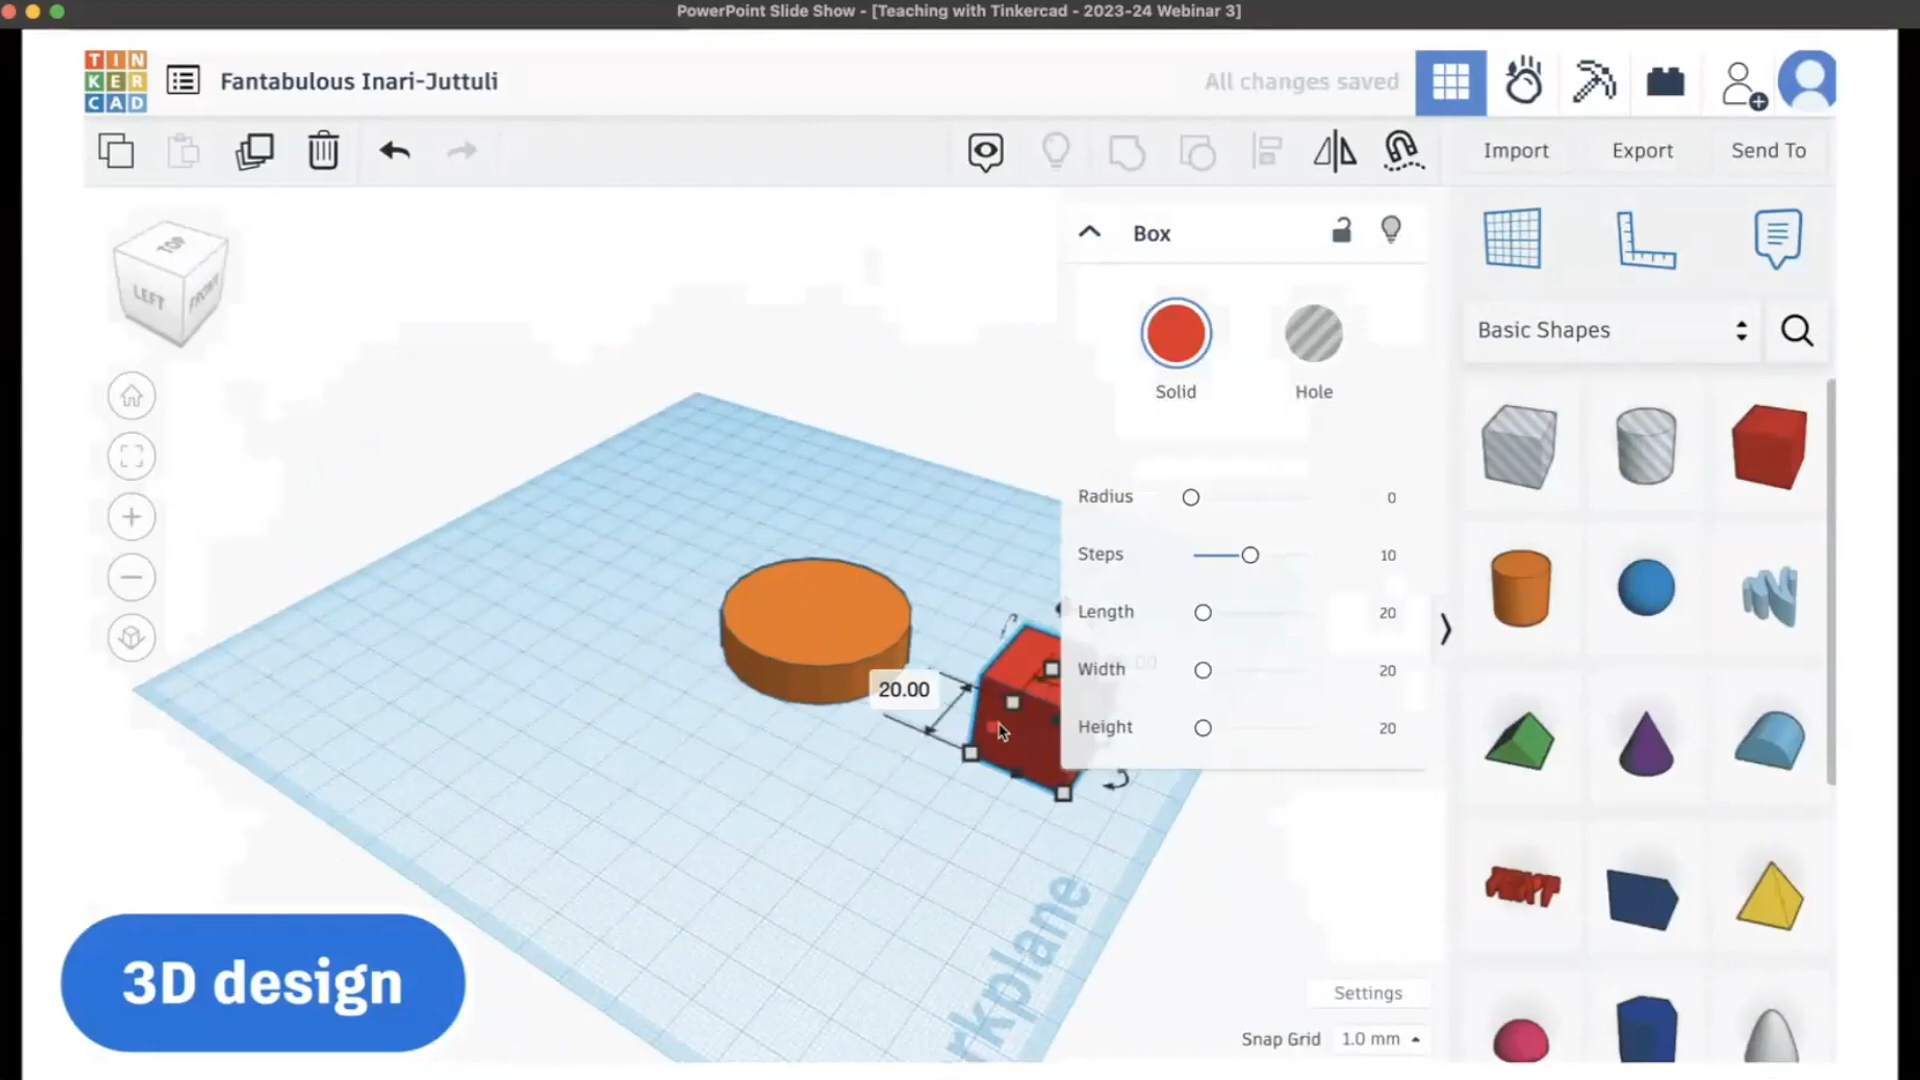 PowerPoint Slide Show - [Teaching with Tinkercad - 2023-24 Webinar 3]
TIN
KER
CAD
Fantabulous Inari-Juttuli
All changes saved
Import
Export
Send To
TOP
LEFT
FRONT
Box
Solid
Hole
Basic Shapes
Radius
0
Steps
10
Length
20
Width
20
Height
20
20.00
TEXT
rkplane
3D design
Settings
Snap Grid
1.0 mm